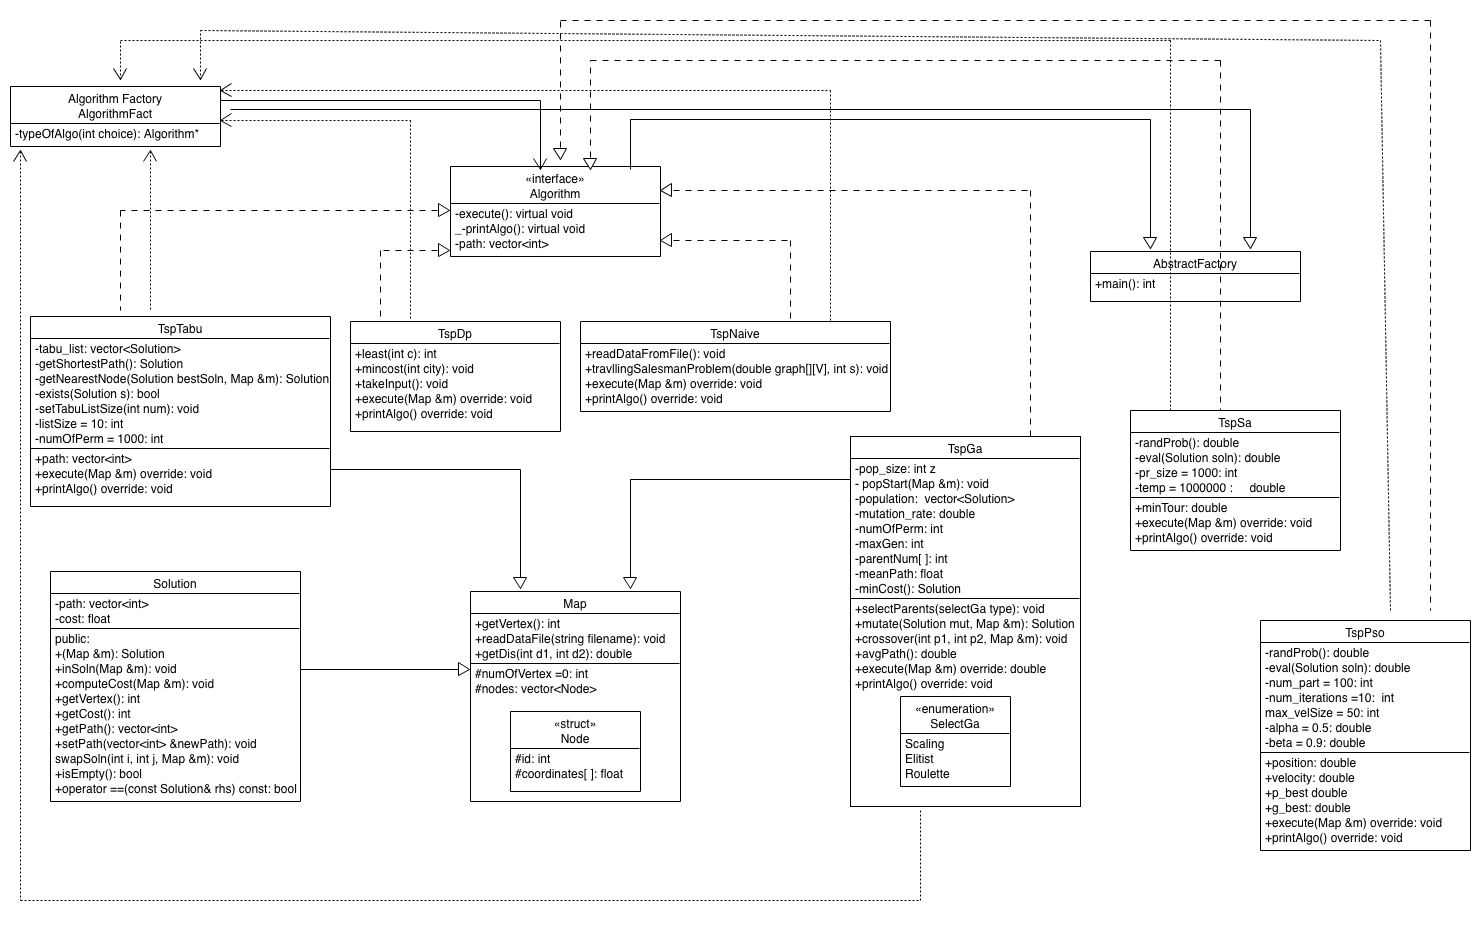 Algorithm Factory
AlgorithmFact
-typeOfAlgo(int choice): Algorithm*
«interface»
Algorithm
-execute(): virtual void
_-printAlgo(): virtual void
-path: vector<int>
AbstractFactory
+main(): int
TspTabu
-tabu_list: vector<Solution>
-getShortestPath(): Solution
-getNearestNode(Solution bestSoln, Map &m): Solution
-exists(Solution s): bool
-setTabuListSize(int num): void
-listSize = 10: int
-numOfPerm = 1000: int
+path: vector<int>
+execute(Map &m) override: void
+printAlgo() override: void
TspDp
+least(int c): int
+mincost(int city): void
+takeInput(): void
+execute(Map &m) override: void
+printAlgo() override: void
TspNaive
+readDataFromFile(): void
+travllingSalesmanProblem(double graph[][V], int s): void
+execute(Map &m) override: void
+printAlgo() override: void
TspSa
-randProb(): double
-eval(Solution soln): double
-pr_size = 1000: int
-temp = 1000000 : double
+minTour: double
+execute(Map &m) override: void
+printAlgo() override: void
TspGa
-pop_size: int z
- popStart(Map &m): void
-population: vector<Solution>
-mutation_rate: double
-numOfPerm: int
-maxGen: int
-parentNum[ ]: int
-meanPath: float
-minCost(): Solution
+selectParents(selectGa type): void
+mutate(Solution mut, Map &m): Solution
+crossover(int p1, int p2, Map &m): void
+avgPath(): double
+execute(Map &m) override: double
+printAlgo() override: void
«enumeration»
SelectGa
Scaling
Elitist
Roulette
Solution
-path: vector<int>
-cost: float
public:
+(Map &m): Solution
+inSoln(Map &m): void
+computeCost(Map &m): void
+getVertex(): int
+getCost(): int
+getPath(): vector<int>
+setPath(vector<int> &newPath): void
swapSoln(int i, int j, Map &m): void
+isEmpty(): bool
+operator ==(const Solution& rhs) const: bool
Map
+getVertex(): int
+readDataFile(string filename): void
+getDis(int d1, int d2): double
#numOfVertex =0: int
#nodes: vector<Node>
«struct»
Node
#id: int
#coordinates[ ]: float
TspPso
-randProb(): double
-eval(Solution soln): double
-num_part = 100: int
-num_iterations =10: int
max_velSize = 50: int
-alpha = 0.5: double
-beta = 0.9: double
+position: double
+velocity: double
+p_best double
+g_best: double
+execute(Map &m) override: void
+printAlgo() override: void